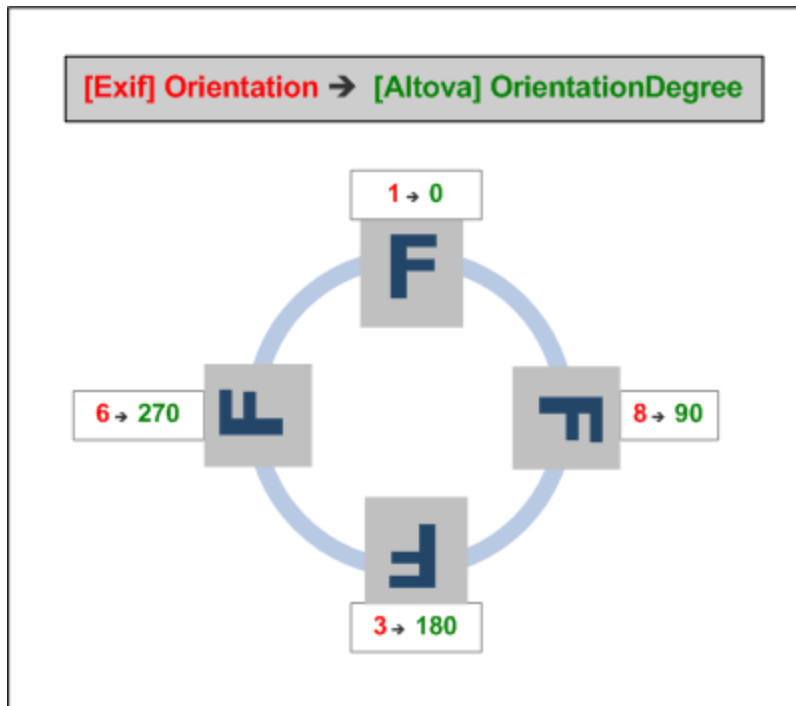 [Exif] Orientation ➔ [Altova] OrientationDegree
1 ➔ 0
F
6 ➔ 270
F
F
8 ➔ 90
F
3 ➔ 180